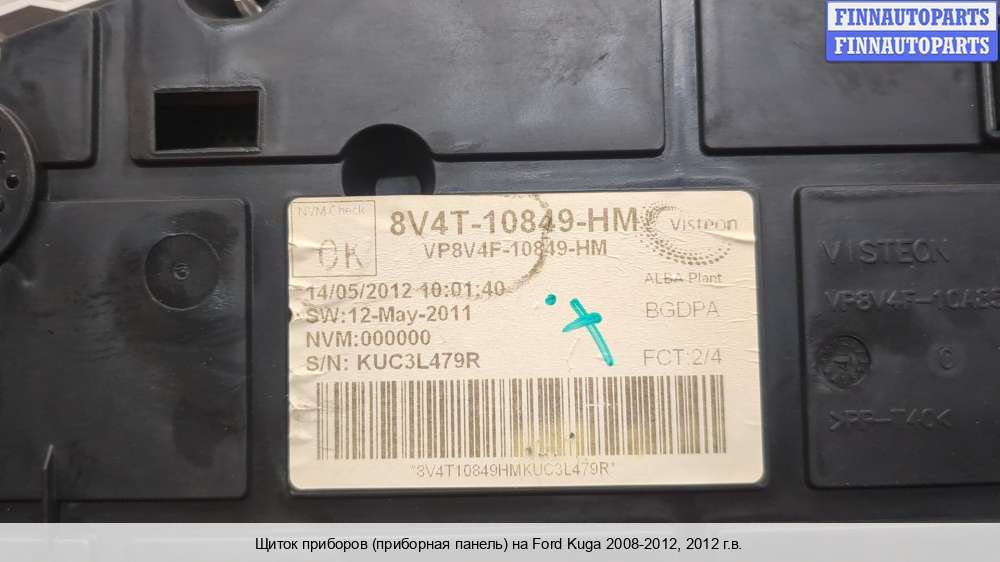 FINNAUTOPARTS
FINNAUTOPARTS
NVM Check
OK
8V4T-10849-HM
VP8V4F-10849-HM
Visteon
ALBA Plant
14/05/2012 10:01:40
SW:12-May-2011
BGDPA
NVM:000000
S/N: KUC3L479R
FCT:2/4
*8V4T10849HMKUC3L479R*
VISTEON
C
>PP-T40<
Щиток приборов (приборная панель) на Ford Kuga 2008-2012, 2012 г.в.